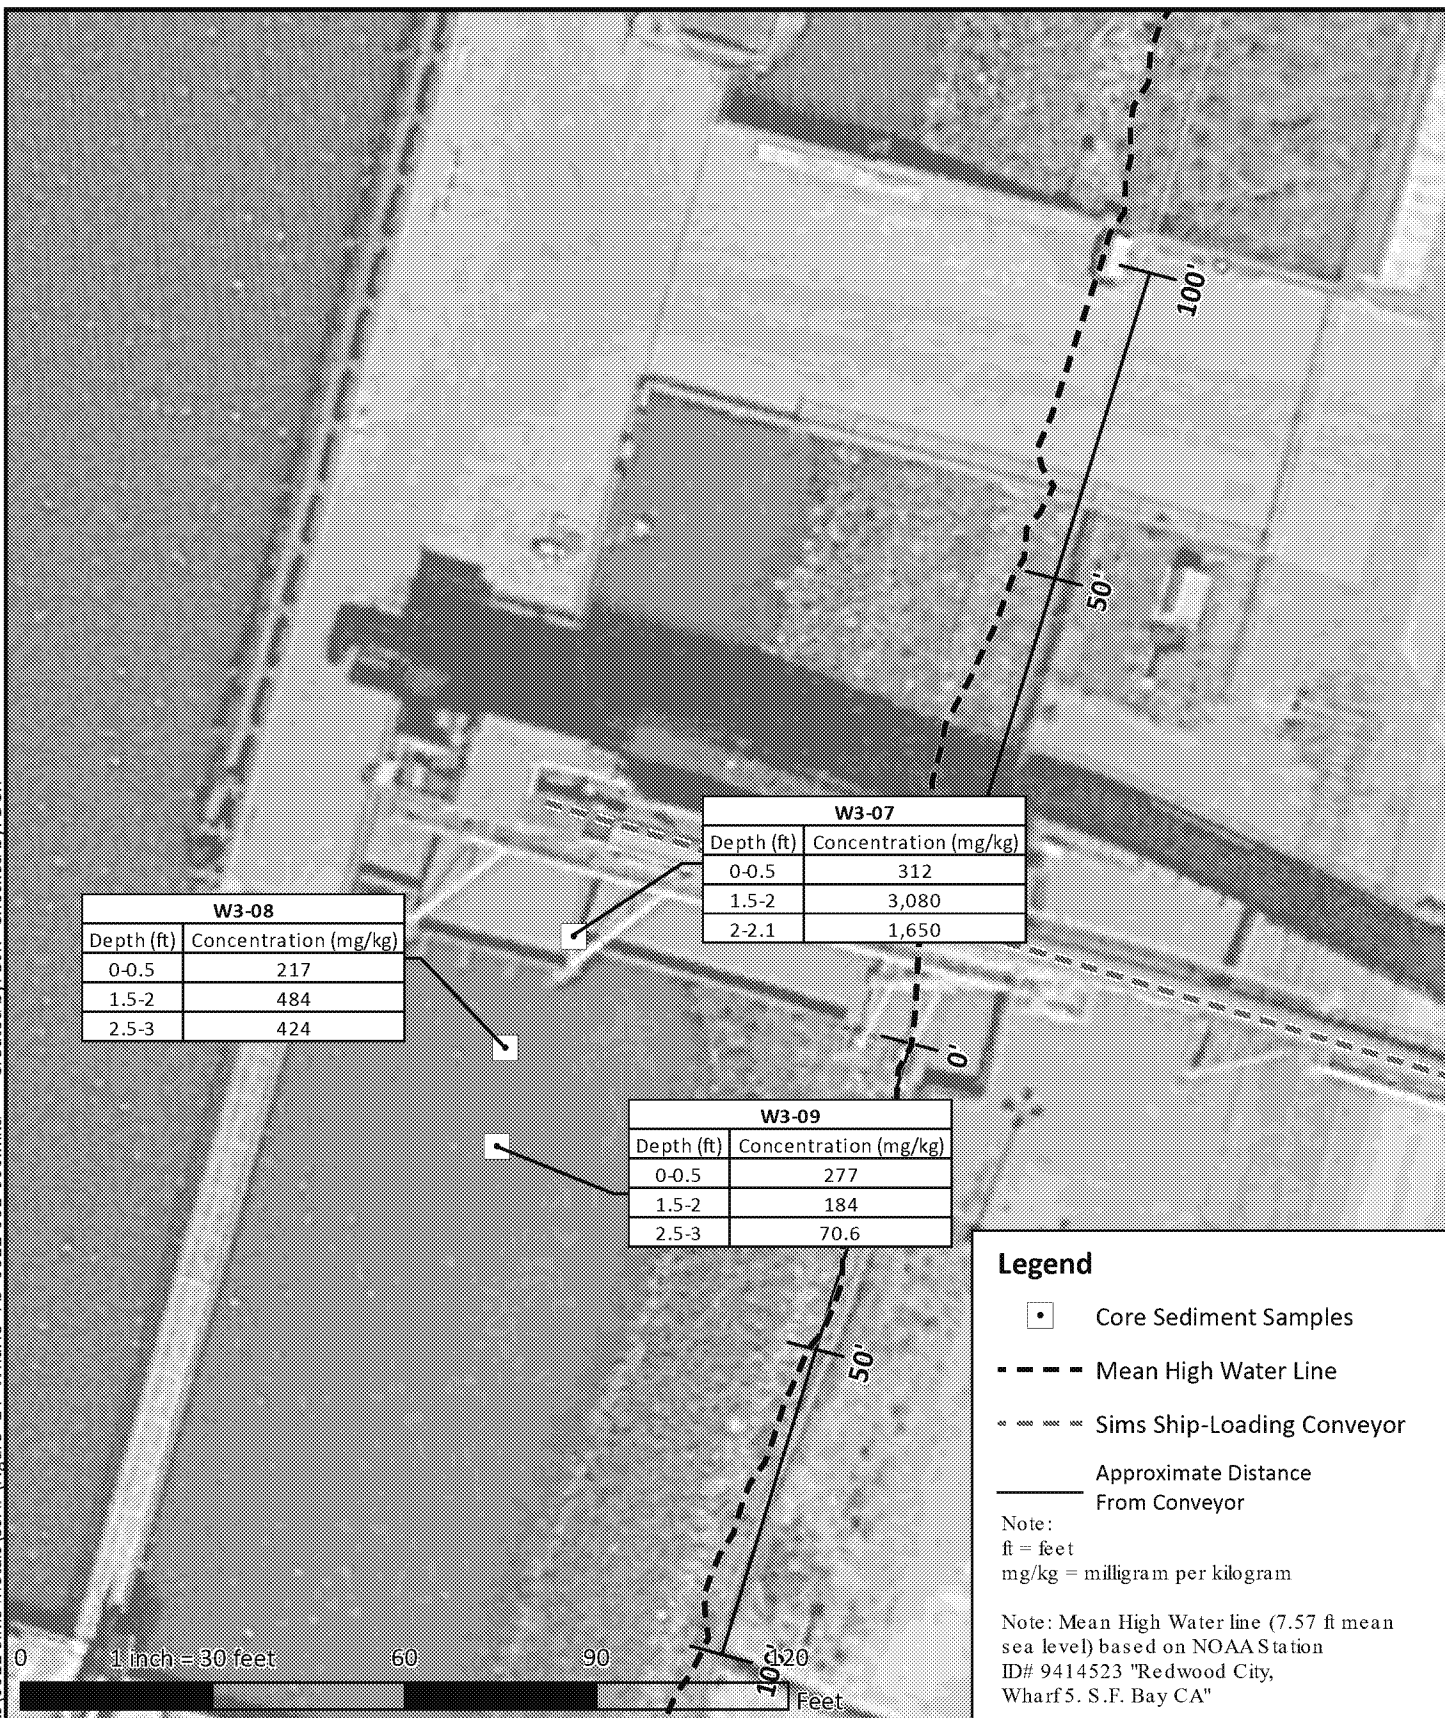 100'
50'
W3-07
Depth (ft) Concentration (mg/kg)
0-0.5 312
1.5-2 3,080
2-2.1 1,650
W3-08
Depth (ft) Concentration (mg/kg)
0-0.5 217
1.5-2 484
2.5-3 424
0'
W3-09
Depth (ft) Concentration (mg/kg)
0-0.5 277
1.5-2 184
2.5-3 70.6
50'
100'
Legend
Core Sediment Samples
Mean High Water Line
Sims Ship-Loading Conveyor
Approximate Distance
From Conveyor
Note:
ft = feet
mg/kg = milligram per kilogram
Note: Mean High Water line (7.57 ft mean
sea level) based on NOAA Station
ID# 9414523 "Redwood City,
Wharf 5. S.F. Bay CA"
0 1 inch = 30 feet 60 90 120
Feet